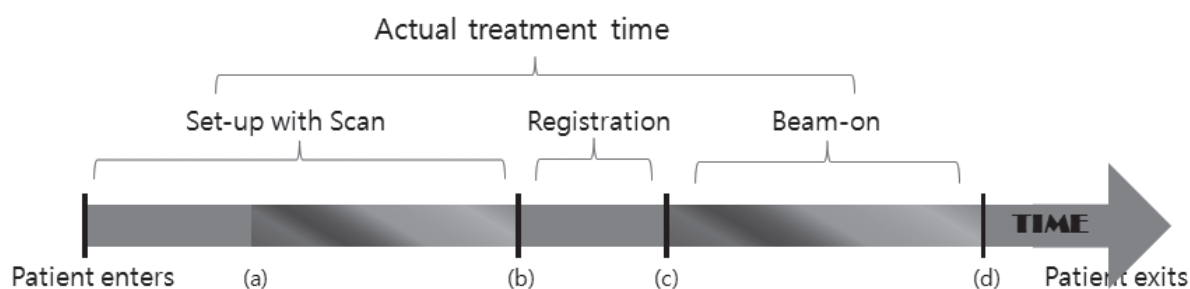 Actual treatment time
Set-up with Scan Registration Beam-on
TIME
Patient enters (a) (b) (c) (d) Patient exits